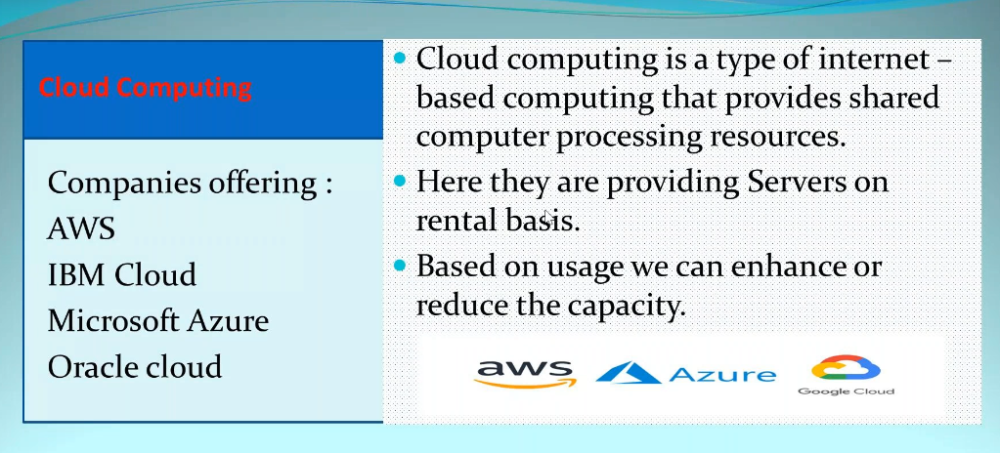 Cloud Computing
Companies offering :
AWS
IBM Cloud
Microsoft Azure
Oracle cloud
Cloud computing is a type of internet –
based computing that provides shared
computer processing resources.
Here they are providing Servers on
rental basis.
Based on usage we can enhance or
reduce the capacity.
aws Azure Google Cloud